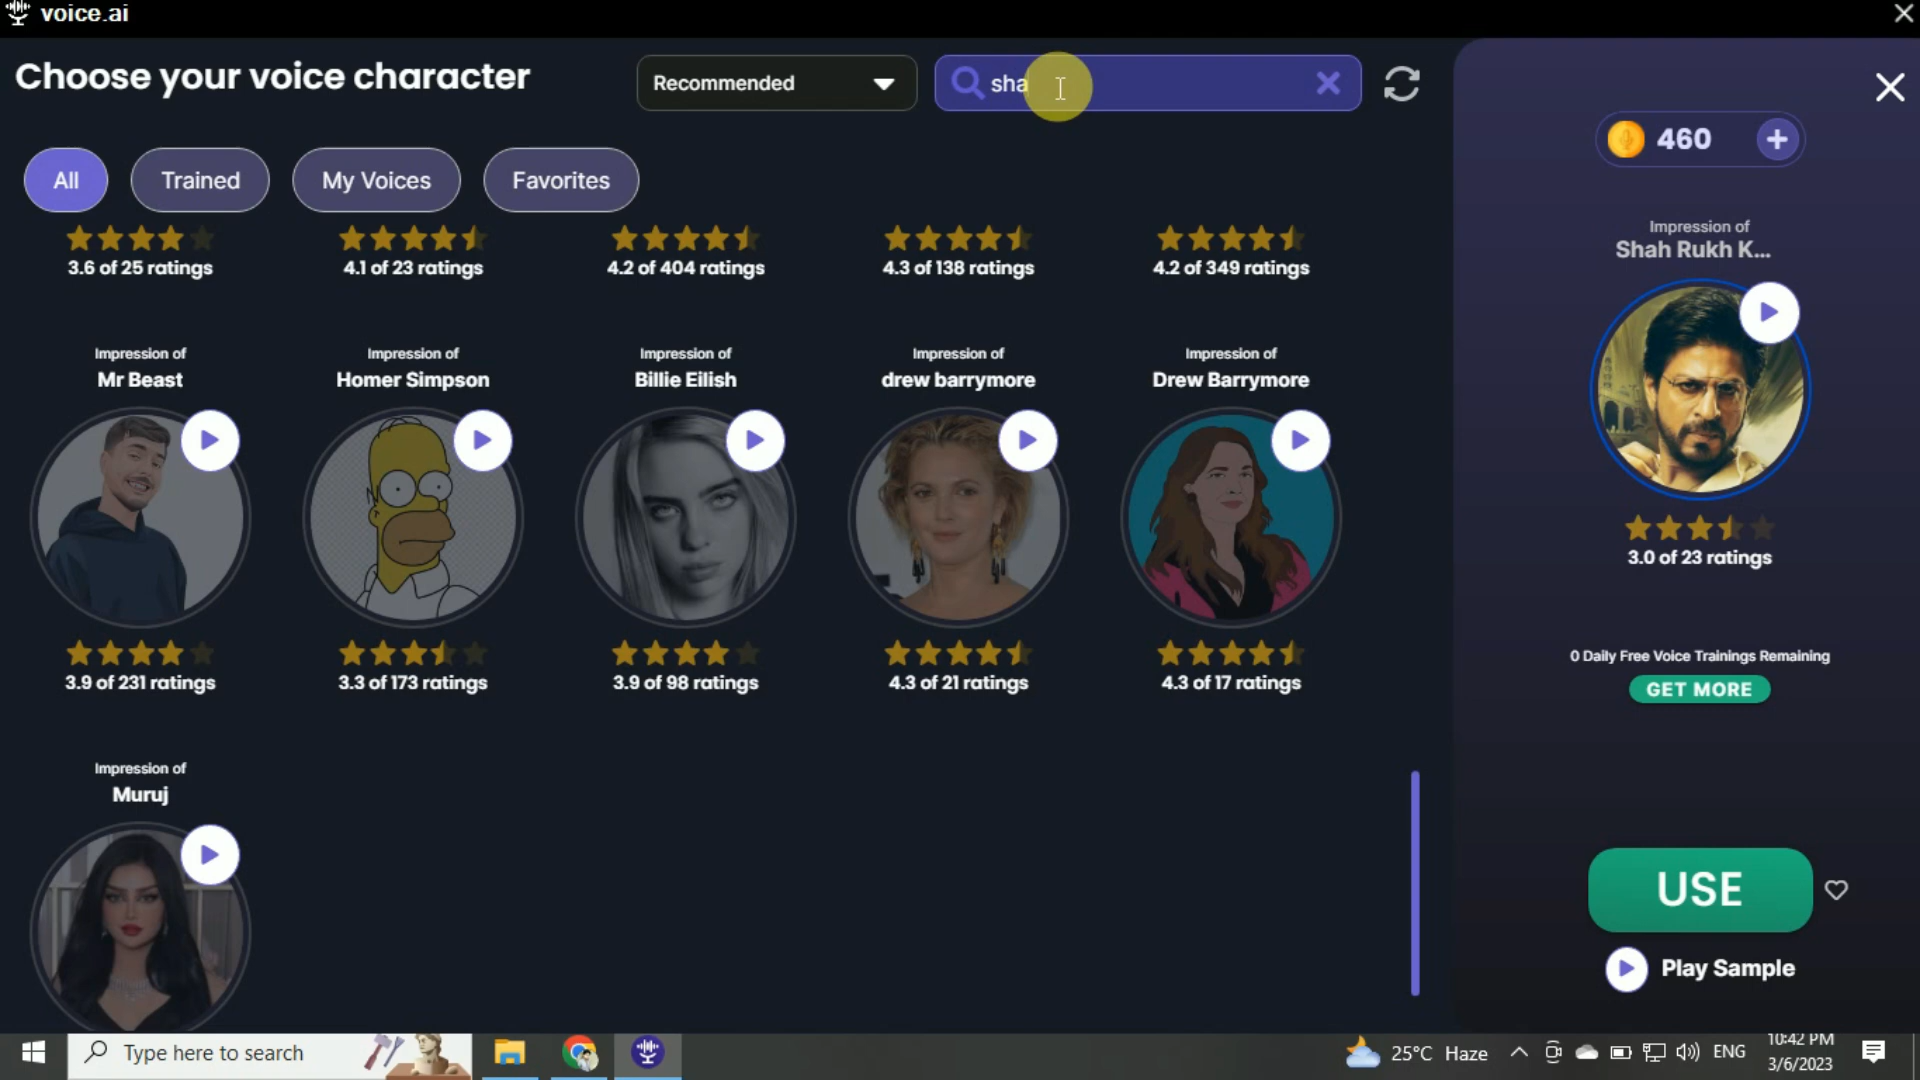 voice.ai
Choose your voice character
Recommended
sha
All
Trained
My Voices
Favorites
3.6 of 25 ratings
4.1 of 23 ratings
4.2 of 404 ratings
4.3 of 138 ratings
4.2 of 349 ratings
Impression of
Mr Beast
Impression of
Homer Simpson
Impression of
Billie Eilish
Impression of
drew barrymore
Impression of
Drew Barrymore
3.9 of 231 ratings
3.3 of 173 ratings
3.9 of 98 ratings
4.3 of 21 ratings
4.3 of 17 ratings
Impression of
Muruj
460
Impression of
Shah Rukh K...
3.0 of 23 ratings
0 Daily Free Voice Trainings Remaining
GET MORE
USE
Play Sample
Type here to search
25°C Haze
ENG
10:42 PM
3/6/2023